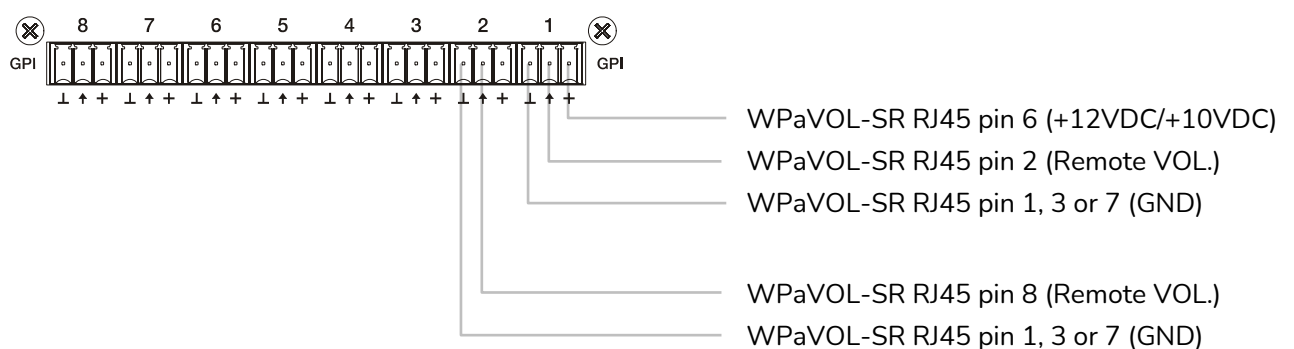 8 7 6 5 4 3 2 1
GPI GPI
⊥ ↑ + ⊥ ↑ + ⊥ ↑ + ⊥ ↑ + ⊥ ↑ + ⊥ ↑ + ⊥ ↑ + ⊥ ↑ +
WPaVOL-SR RJ45 pin 6 (+12VDC/+10VDC)
WPaVOL-SR RJ45 pin 2 (Remote VOL.)
WPaVOL-SR RJ45 pin 1, 3 or 7 (GND)
WPaVOL-SR RJ45 pin 8 (Remote VOL.)
WPaVOL-SR RJ45 pin 1, 3 or 7 (GND)